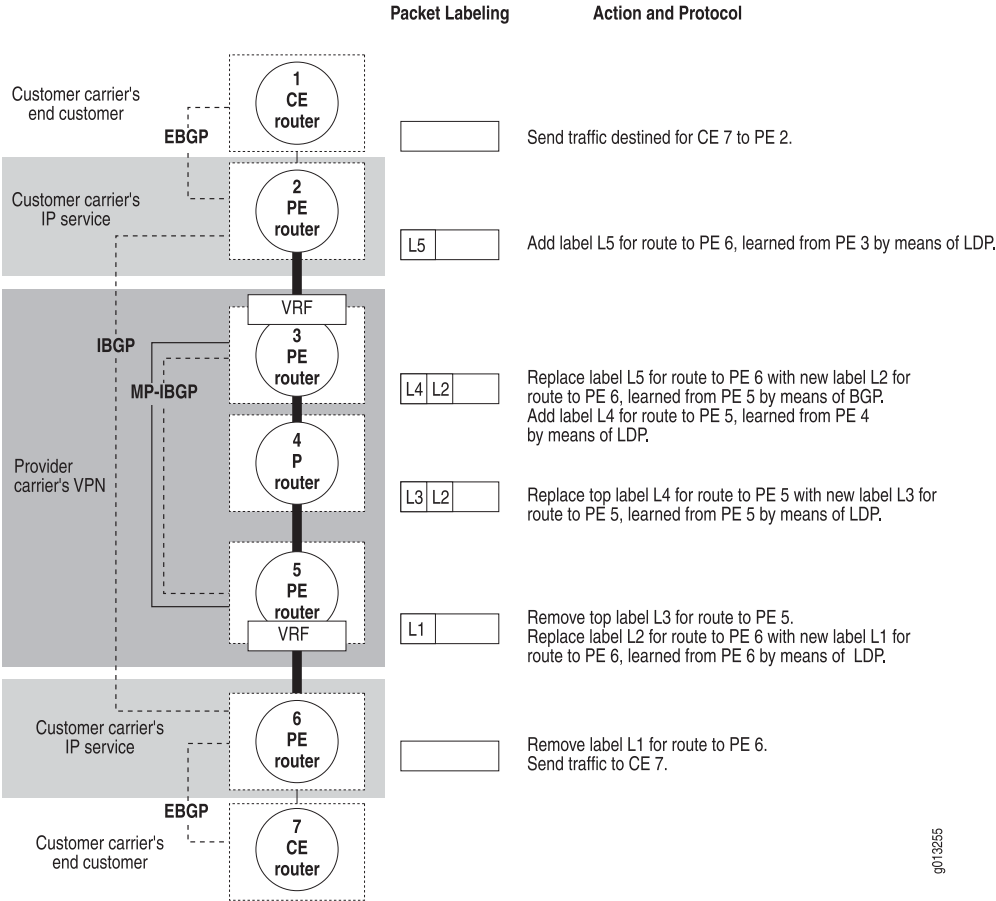 Packet Labeling
Action and Protocol
Customer carrier's
end customer
1
CE
router
EBGP
Send traffic destined for CE 7 to PE 2.
Customer carrier's
IP service
2
PE
router
L5
Add label L5 for route to PE 6, learned from PE 3 by means of LDP.
VRF
3
PE
router
IBGP
MP-IBGP
L4 L2
Replace label L5 for route to PE 6 with new label L2 for
route to PE 6, learned from PE 5 by means of BGP.
Add label L4 for route to PE 5, learned from PE 4
by means of LDP.
4
P
router
Provider
carrier's VPN
L3 L2
Replace top label L4 for route to PE 5 with new label L3 for
route to PE 5, learned from PE 5 by means of LDP.
5
PE
router
VRF
L1
Remove top label L3 for route to PE 5.
Replace label L2 for route to PE 6 with new label L1 for
route to PE 6, learned from PE 6 by means of LDP.
Customer carrier's
IP service
6
PE
router
Remove label L1 for route to PE 6.
Send traffic to CE 7.
EBGP
Customer carrier's
end customer
7
CE
router
g013255